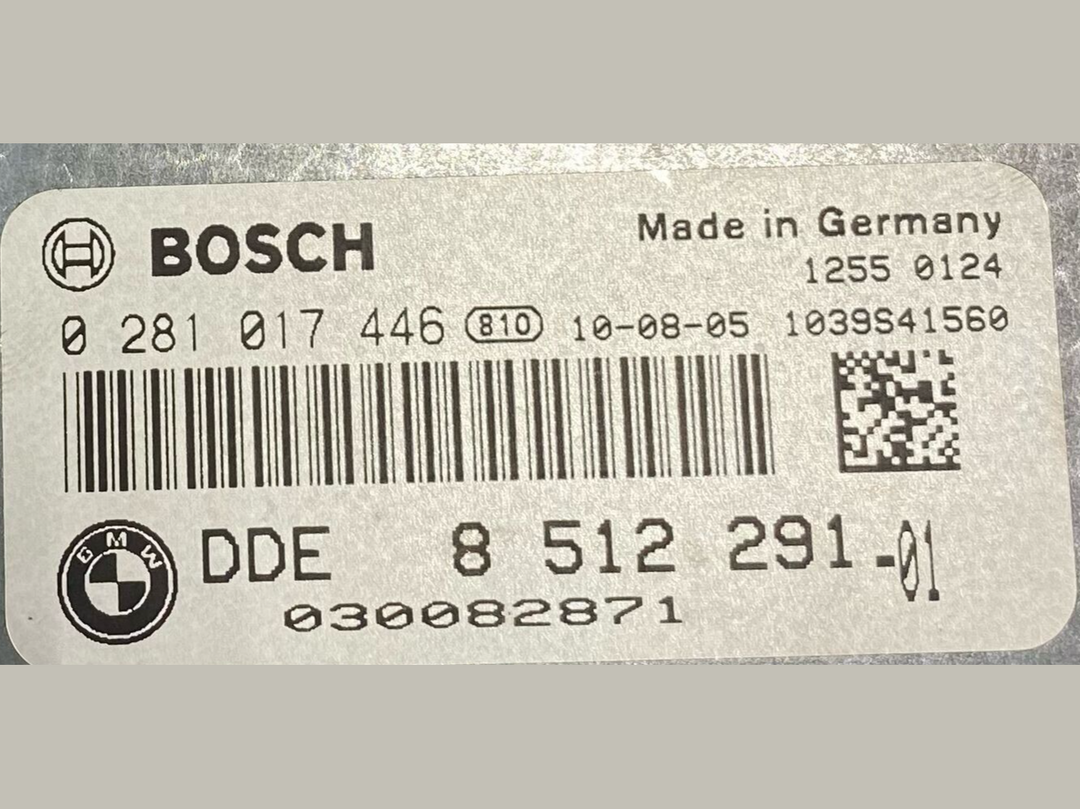 BOSCH
Made in Germany
1255 0124
0 281 017 446 810 10-08-05 1039S41560
BMW
DDE 8 512 291-01
030082871